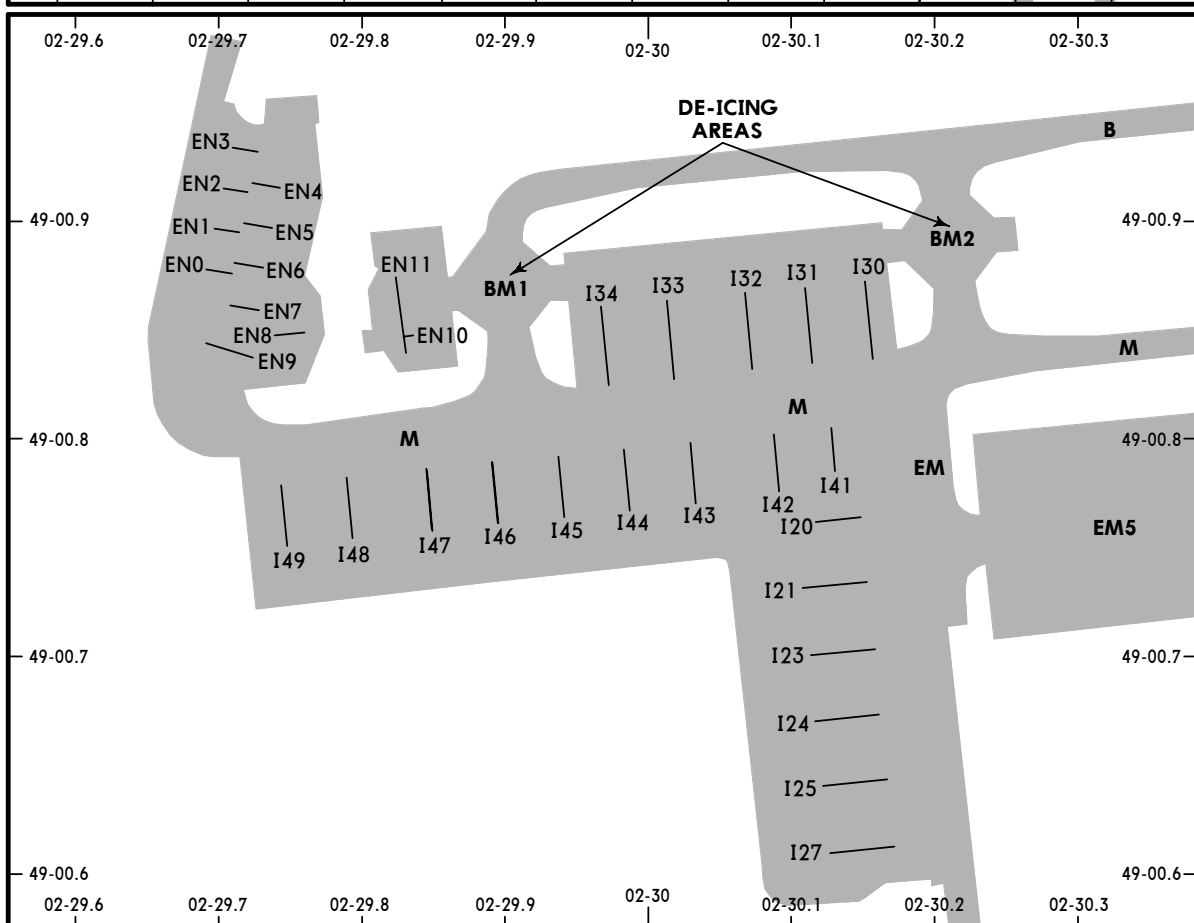 02-29.6
02-29.7
02-29.8
02-29.9
02-30
02-30.1
02-30.2
02-30.3
DE-ICING
AREAS
B
EN3
EN2
EN4
EN1
EN5
49-00.9
49-00.9
BM2
EN0
EN6
EN11
BM1
I34
I33
I32
I31
I30
EN7
EN8
EN10
EN9
M
M
M
49-00.8
49-00.8
EM
I41
I42
I43
I44
I45
I46
I47
I48
I49
I20
EM5
I21
I23
49-00.7
49-00.7
I24
I25
I27
49-00.6
49-00.6
02-29.6
02-29.7
02-29.8
02-29.9
02-30
02-30.1
02-30.2
02-30.3